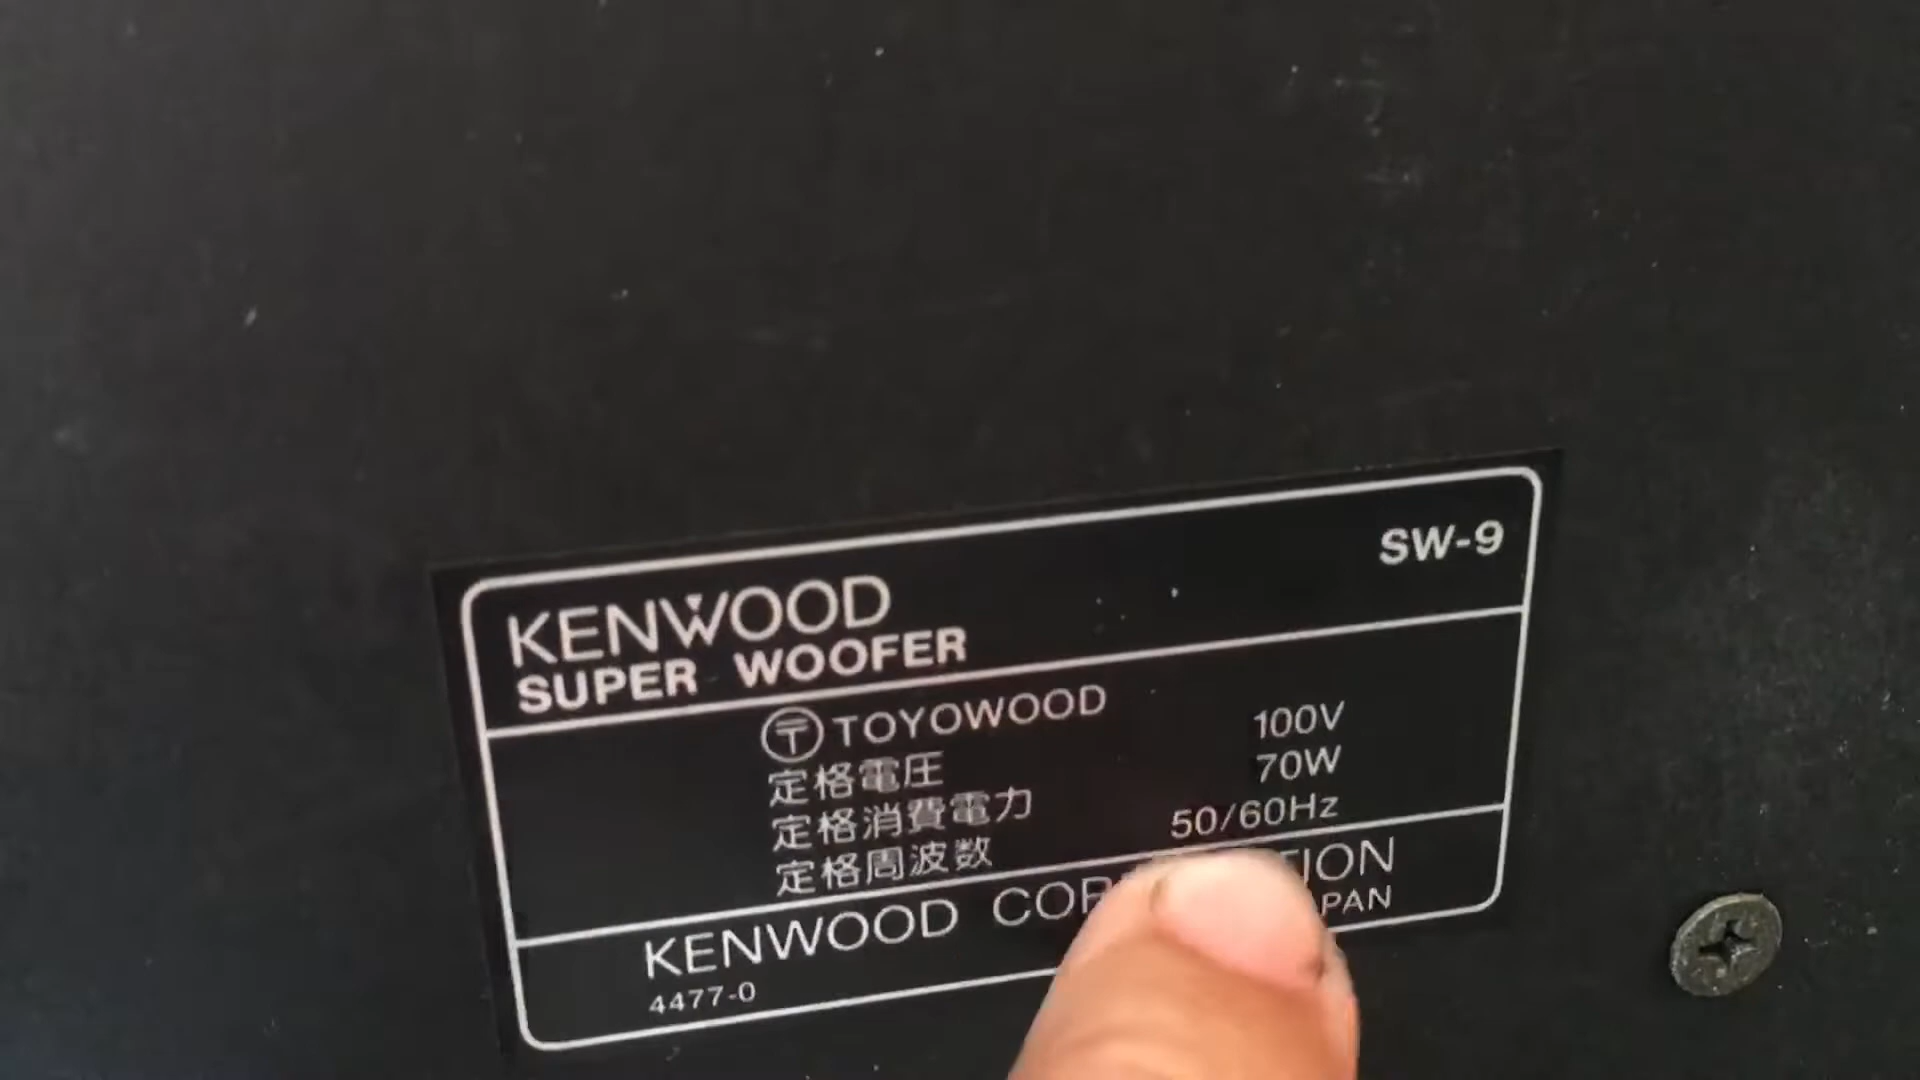 KENWOOD SW-9
SUPER WOOFER
〶 TOYOWOOD
定格電圧 100V
定格消費電力 70W
定格周波数 50/60Hz
KENWOOD
4477-0